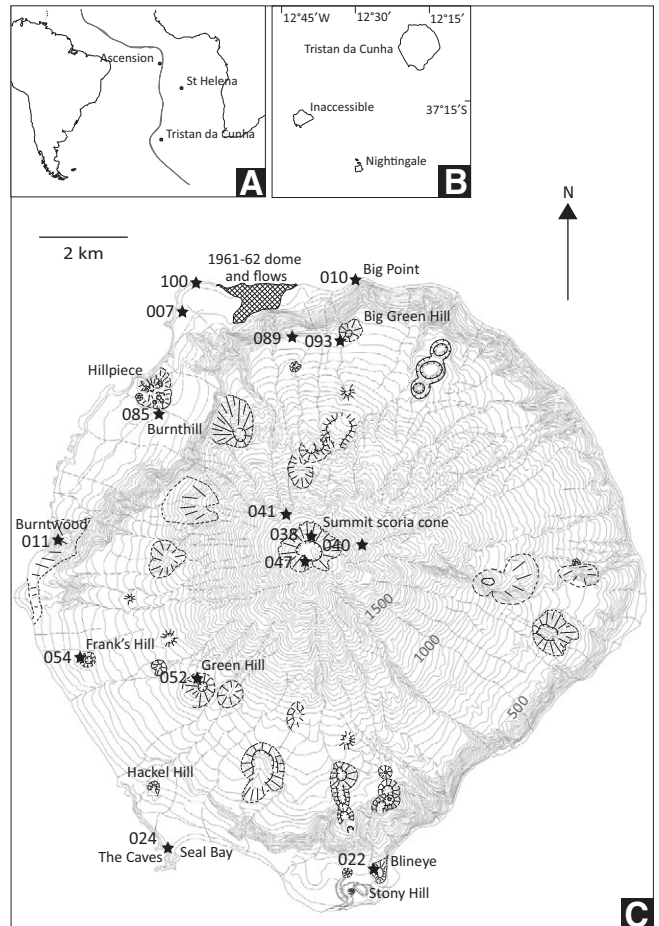 Ascension
St Helena
Tristan da Cunha
A
12°45′W
12°30′
12°15′
Tristan da Cunha
37°15′S
Inaccessible
Nightingale
B
N
2 km
1961-62 dome
and flows
100
010
Big Point
007
Big Green Hill
089
093
Hillpiece
085
Burnthill
041
Summit scoria cone
Burntwood
038
011
040
047
1500
1000
500
Frank's Hill
054
Green Hill
052
Hackel Hill
024
The Caves
Seal Bay
022
Blineye
Stony Hill
C